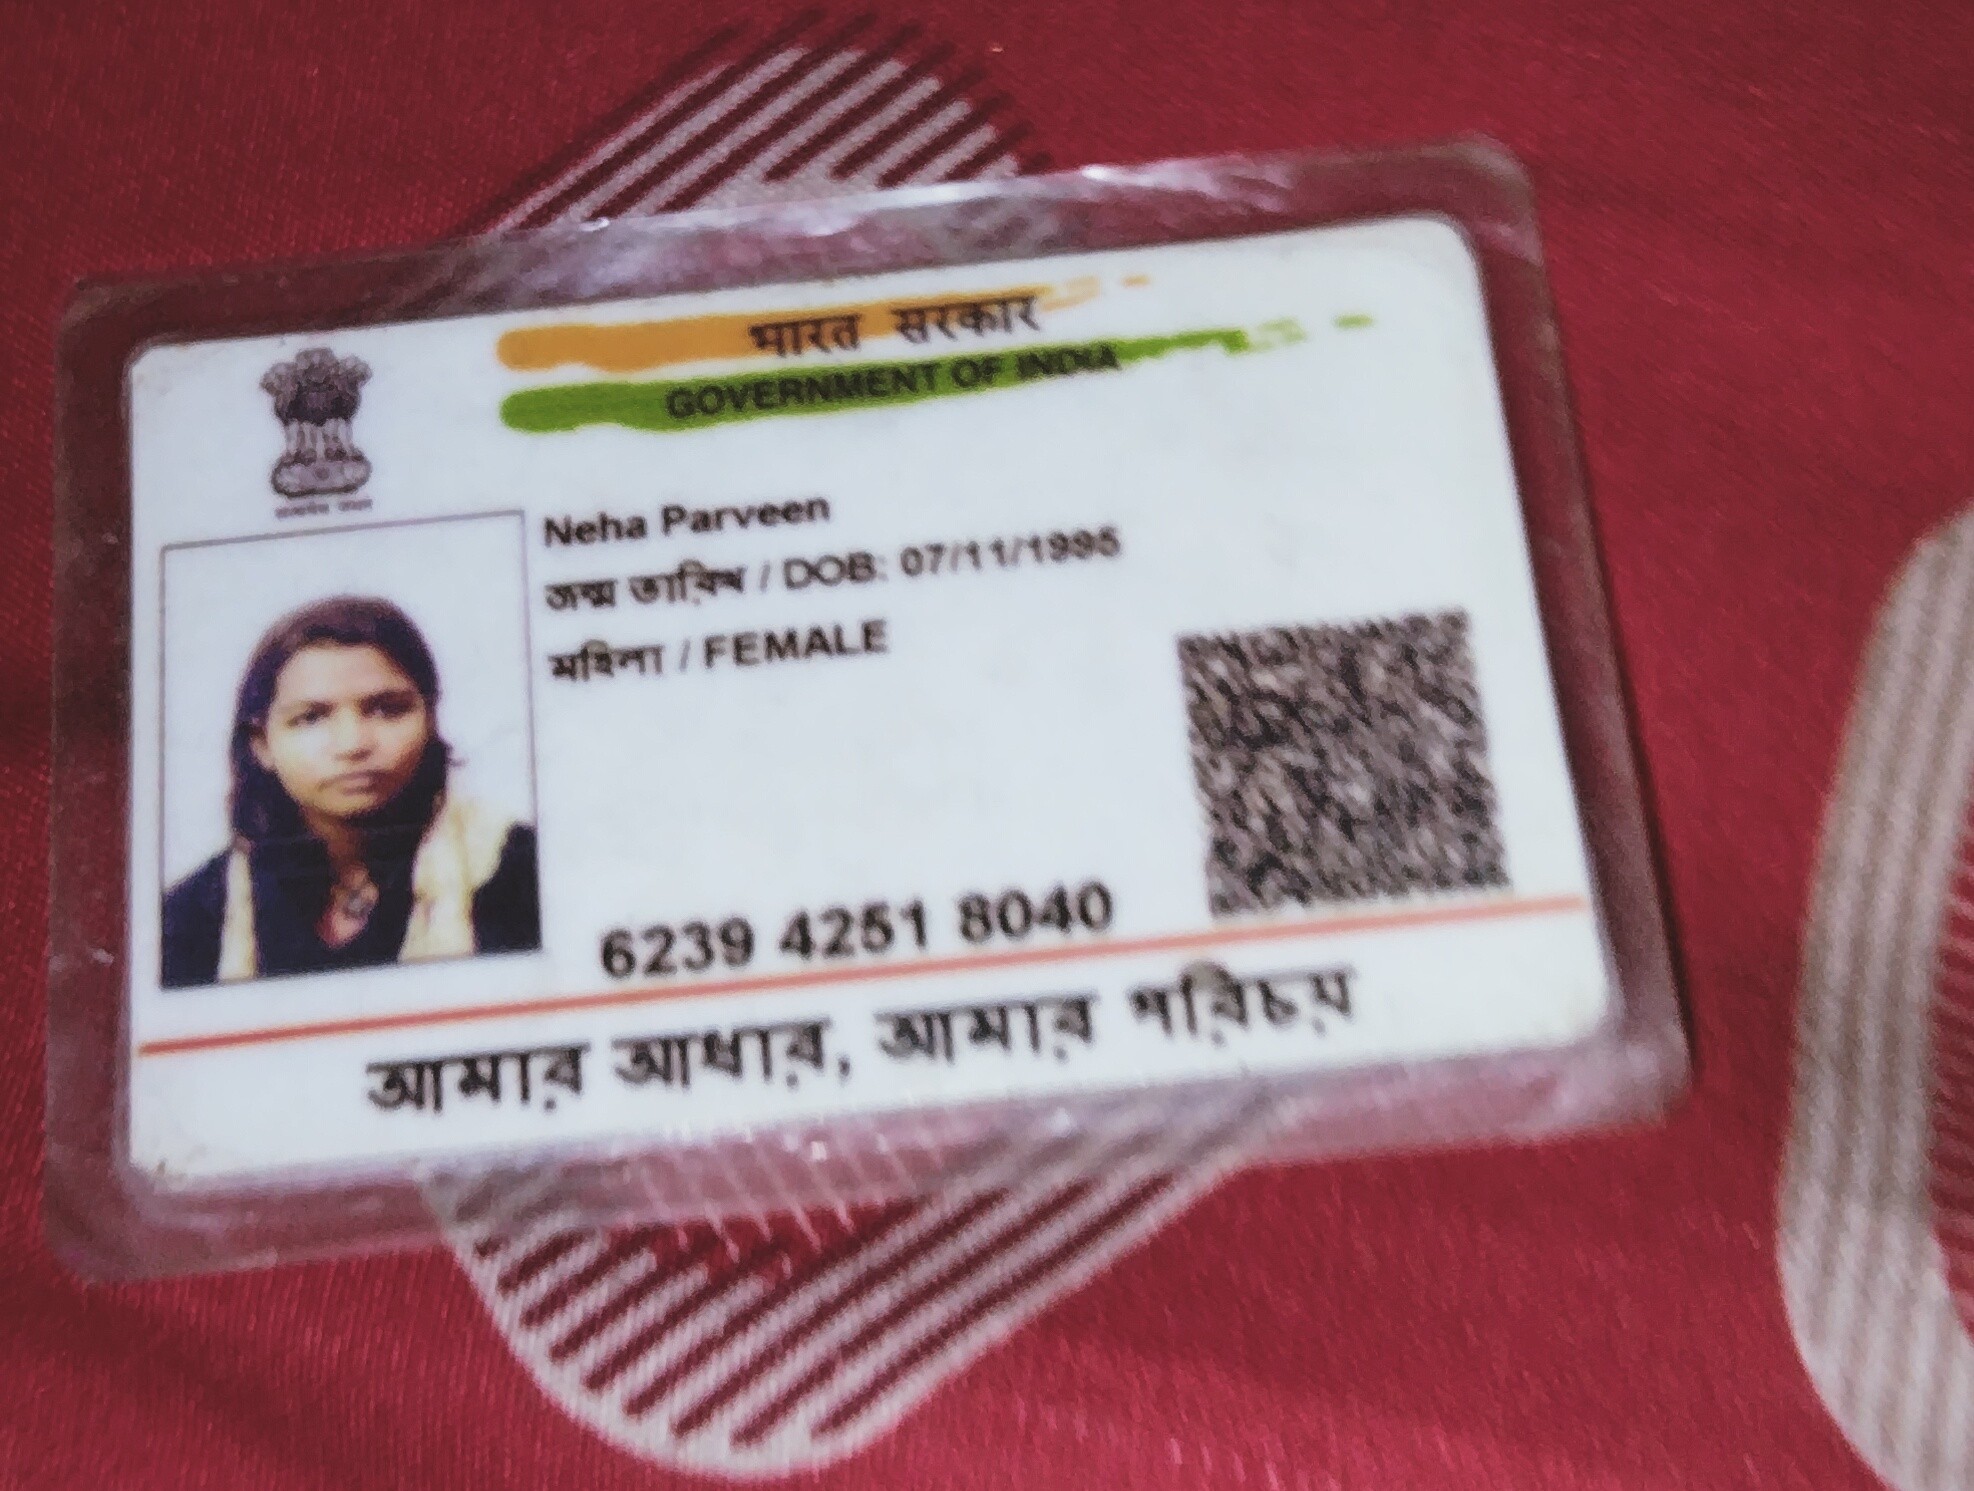 भारत सरकार
GOVERNMENT OF INDIA
Neha Parveen
জন্ম তারিখ / DOB: 07/11/1995
মহিলা / FEMALE
6239 4251 8040
আমার আধার, আমার পরিচয়